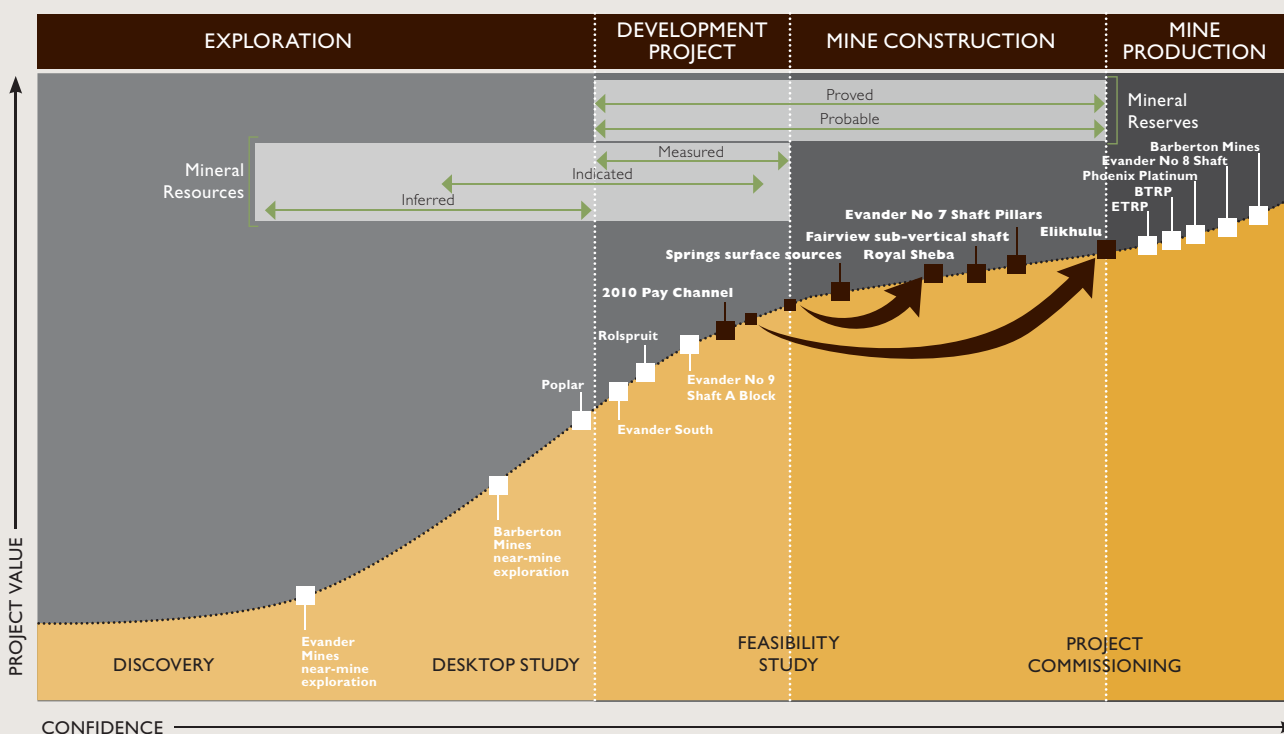 EXPLORATION
DEVELOPMENT
PROJECT
MINE CONSTRUCTION
MINE
PRODUCTION
Proved
Probable
Mineral
Reserves
Measured
Indicated
Inferred
Mineral
Resources
Barberton Mines
Evander No 8 Shaft
Phoenix Platinum
BTRP
ETRP
Evander No 7 Shaft Pillars
Elikhulu
Fairview sub-vertical shaft
Springs surface sources
Royal Sheba
2010 Pay Channel
Rolspruit
Evander No 9
Shaft A Block
Poplar
Evander South
Barberton
Mines
near-mine
exploration
Evander
Mines
near-mine
exploration
DISCOVERY
DESKTOP STUDY
FEASIBILITY
STUDY
PROJECT
COMMISSIONING
PROJECT VALUE
CONFIDENCE